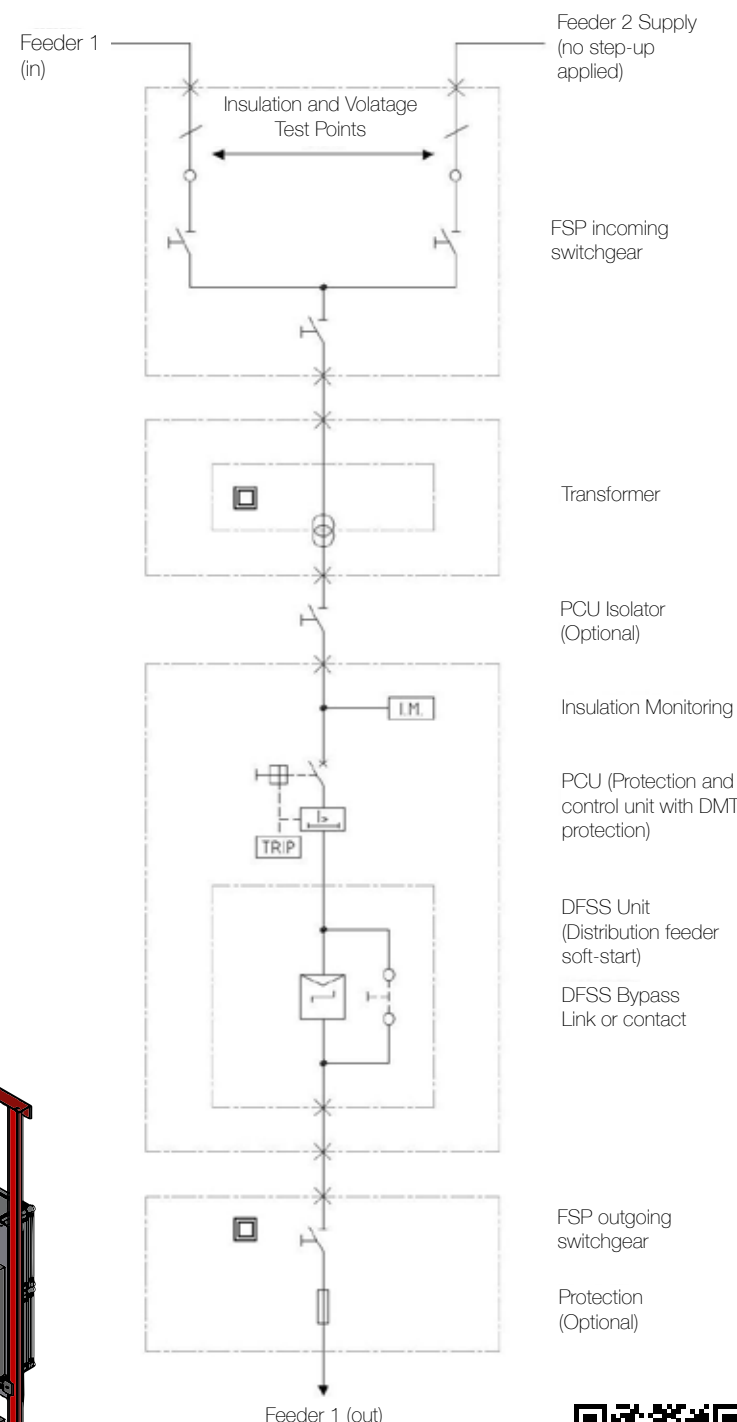 Feeder 1
(in)
Feeder 2 Supply
(no step-up
applied)
Insulation and Volatage
Test Points
FSP incoming
switchgear
Transformer
PCU Isolator
(Optional)
I.M.
Insulation Monitoring
PCU (Protection and
control unit with DMT
protection)
I>
TRIP
DFSS Unit
(Distribution feeder
soft-start)
DFSS Bypass
Link or contact
FSP outgoing
switchgear
Protection
(Optional)
Feeder 1 (out)